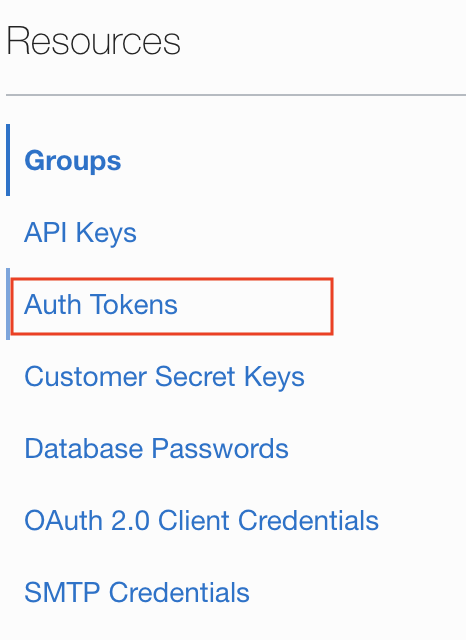 Resources
Groups
API Keys
Auth Tokens
Customer Secret Keys
Database Passwords
OAuth 2.0 Client Credentials
SMTP Credentials